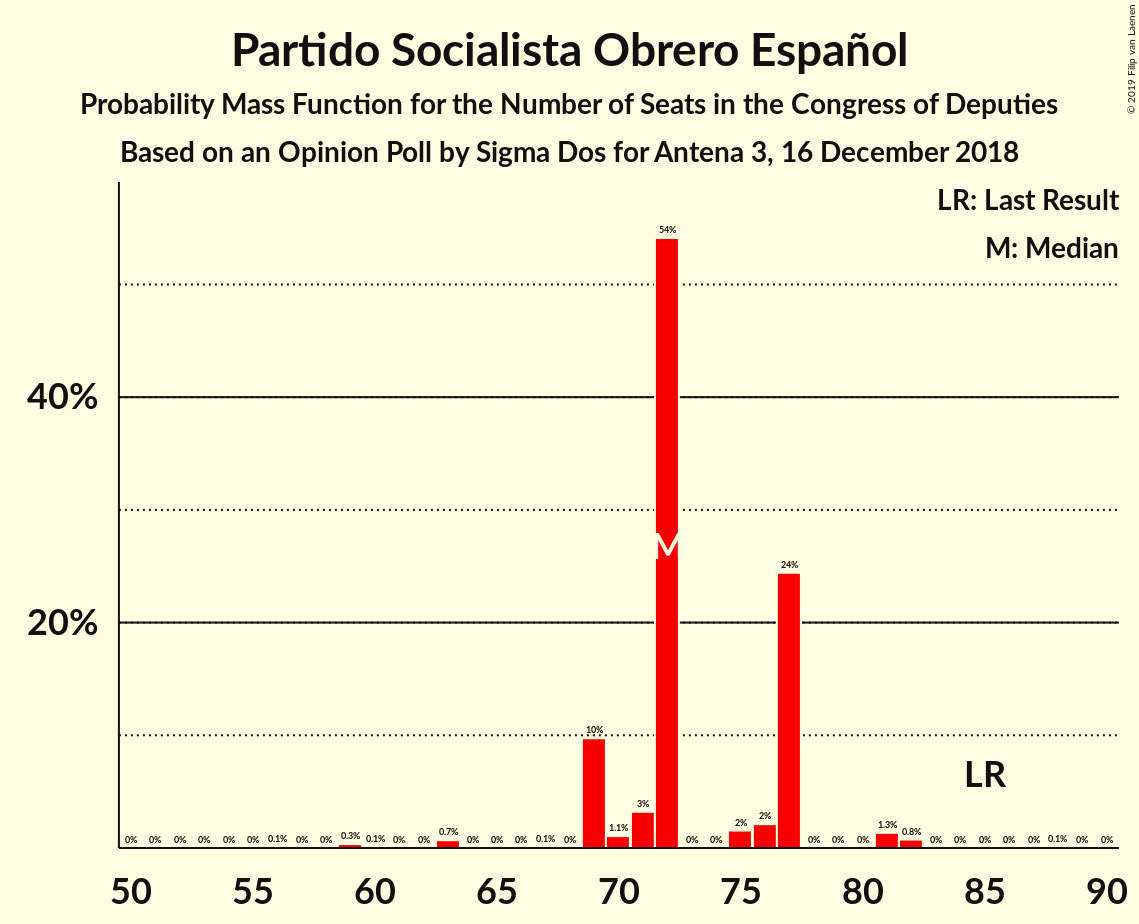 Partido Socialista Obrero Español
Probability Mass Function for the Number of Seats in the Congress of Deputies
Based on an Opinion Poll by Sigma Dos for Antena 3, 16 December 2018
© 2019 Filip van Laenen
LR: Last Result
M: Median
54%
40%
M
24%
20%
10%
LR
0% 0% 0% 0% 0% 0% 0.1% 0% 0% 0.3% 0.1% 0% 0% 0.7% 0% 0% 0% 0.1% 0% 1.1% 3% 0% 0% 2% 2% 0% 0% 0% 1.3% 0.8% 0% 0% 0% 0% 0% 0.1% 0% 0%
50 55 60 65 70 75 80 85 90